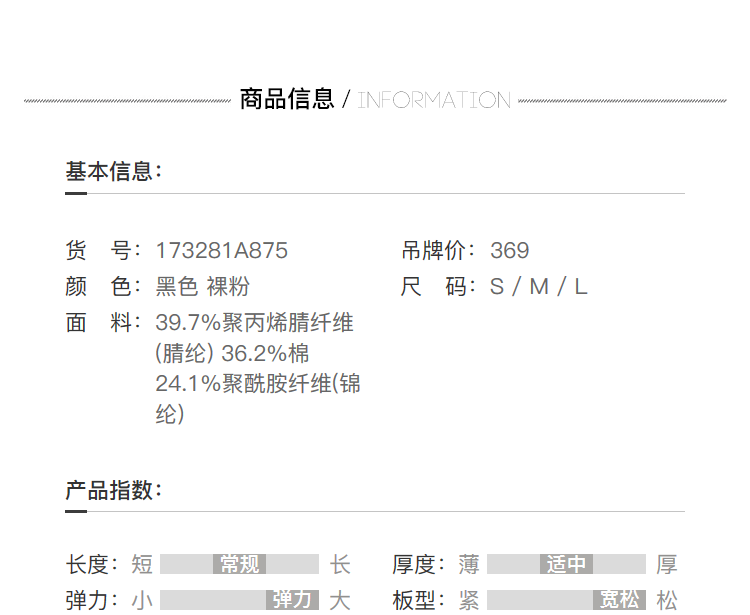 商品信息 / INFORMATION
基本信息：
货 号：173281A875 吊牌价：369
颜 色：黑色 裸粉 尺 码：S / M / L
面 料：39.7%聚丙烯腈纤维
(腈纶) 36.2%棉
24.1%聚酰胺纤维(锦
纶)
产品指数：
长度：短 常规 长 厚度：薄 适中 厚
弹力：小 弹力 大 板型：紧 宽松 松